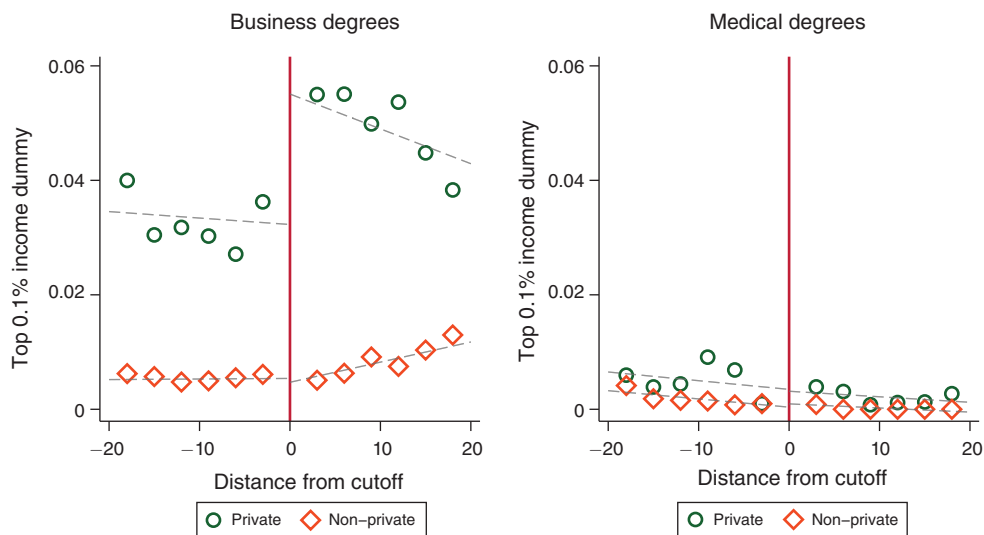 Business degrees
Top 0.1% income dummy
0.06
0.04
0.02
0
−20
−10
0
10
20
Distance from cutoff
Private
Non−private
Medical degrees
Top 0.1% income dummy
0.06
0.04
0.02
0
−20
−10
0
10
20
Distance from cutoff
Private
Non−private